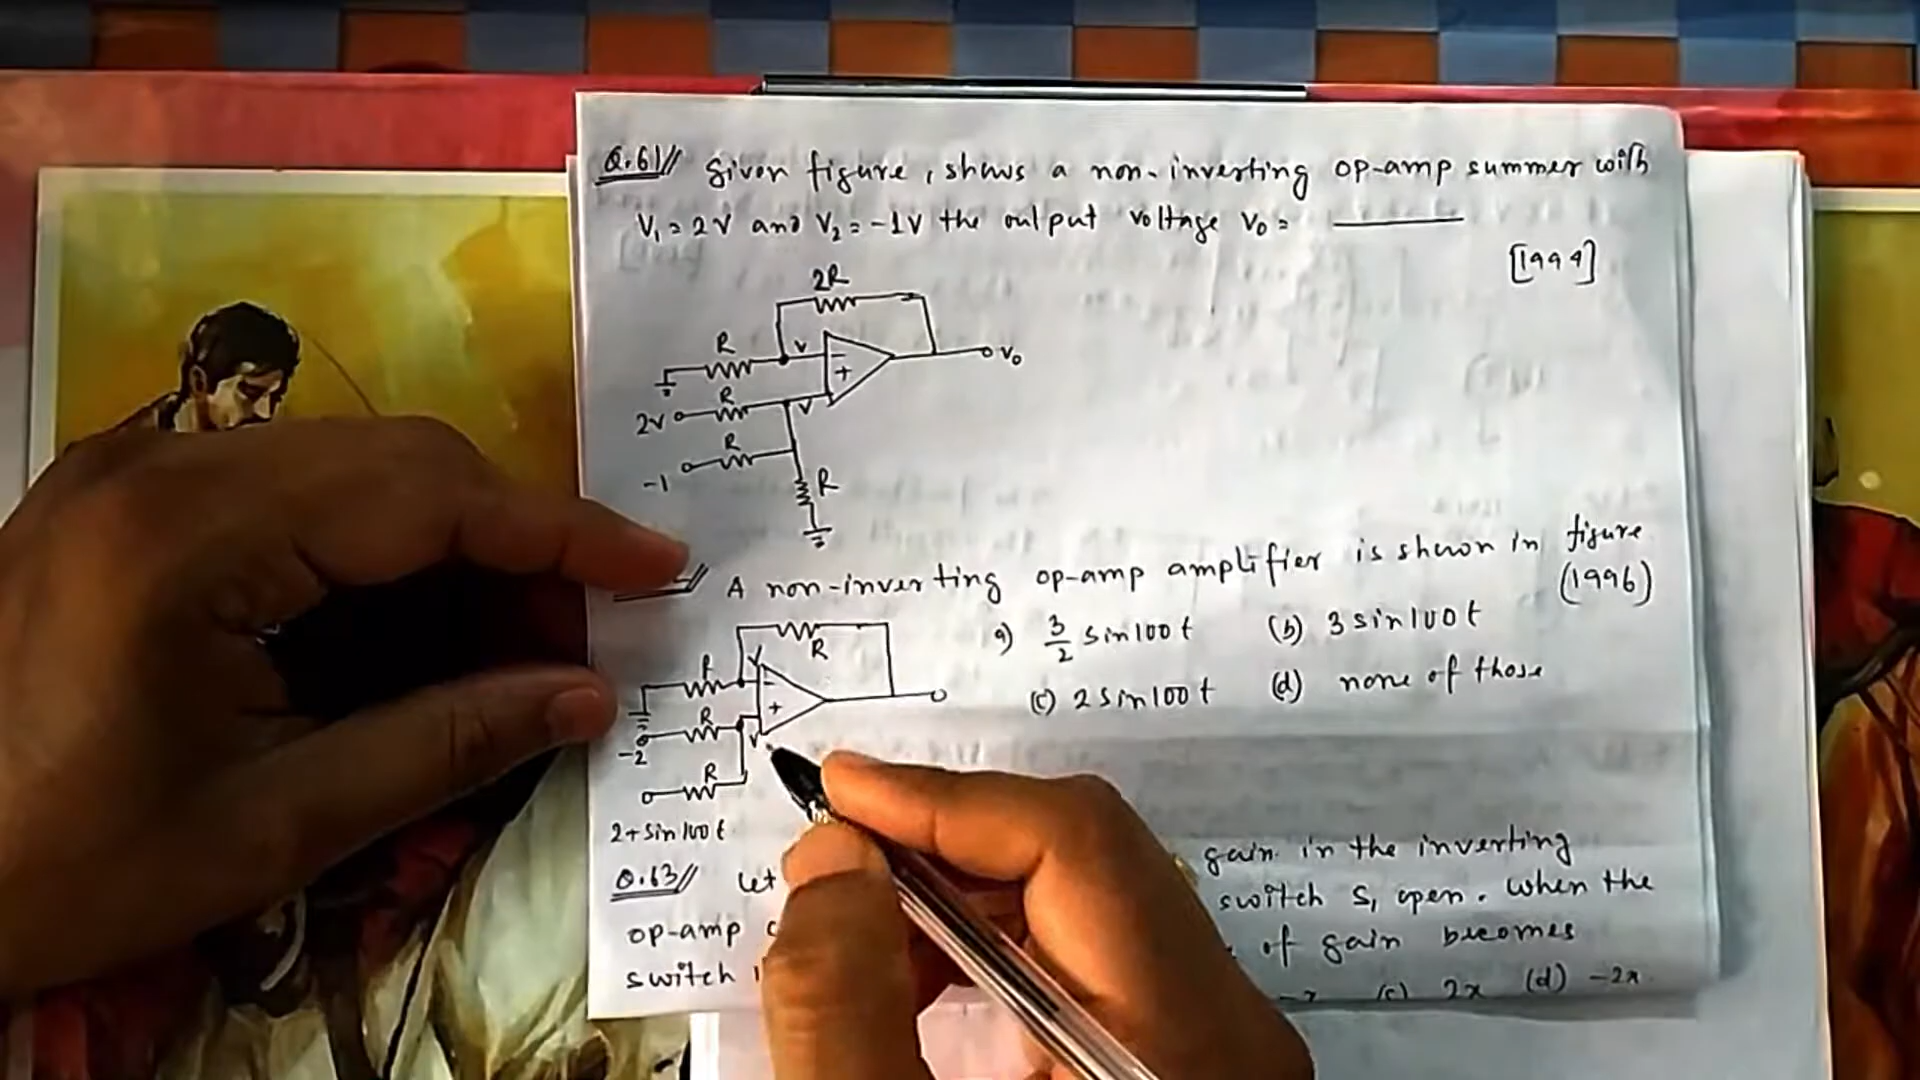 Q.61// Given figure, shows a non-inverting op-amp summer with
V₁ = 2V and V₂ = -1V the output voltage V₀ = ______
[1994]
2R
R
v
-
+
V₀
2v
R
v
R
-1
R
A non-inverting op-amp amplifier is shown in figure
(1996)
R
a) 3/2 sin100t (b) 3 sin100t
(c) 2 sin100t (d) none of those
R
V
-
+
R
-2
V
R
2+sin100t
Q.63// Let gain in the inverting
op-amp switch S₁ open. When the
switch of gain becomes
(c) 2x (d) -2x.